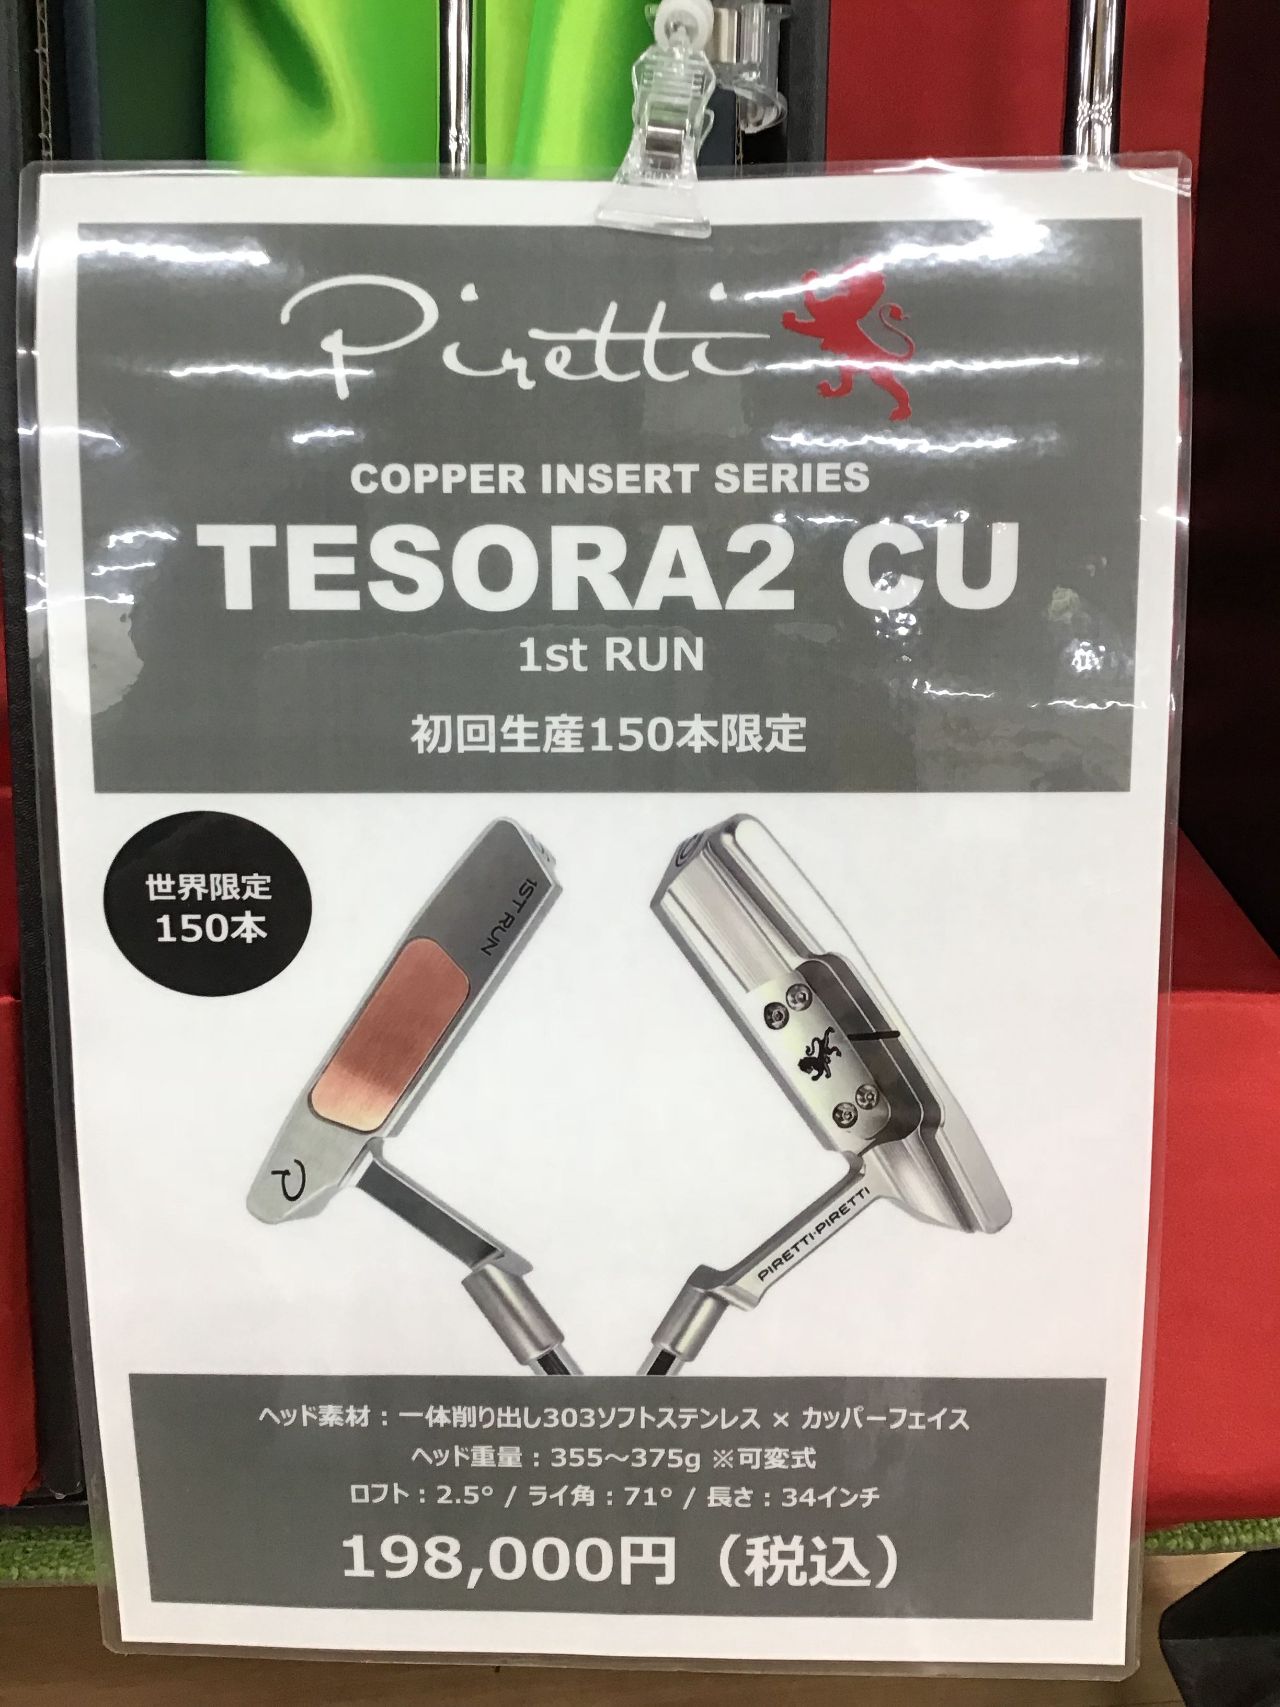 Piretti
COPPER INSERT SERIES
TESORA2 CU
1st RUN
初回生産150本限定
世界限定
150本
1ST RUN
PIRETTI·PIRETTI
ヘッド素材：一体削り出し303ソフトステンレス × カッパーフェイス
ヘッド重量：355～375g ※可変式
ロフト：2.5° / ライ角：71° / 長さ：34インチ
198,000円（税込）